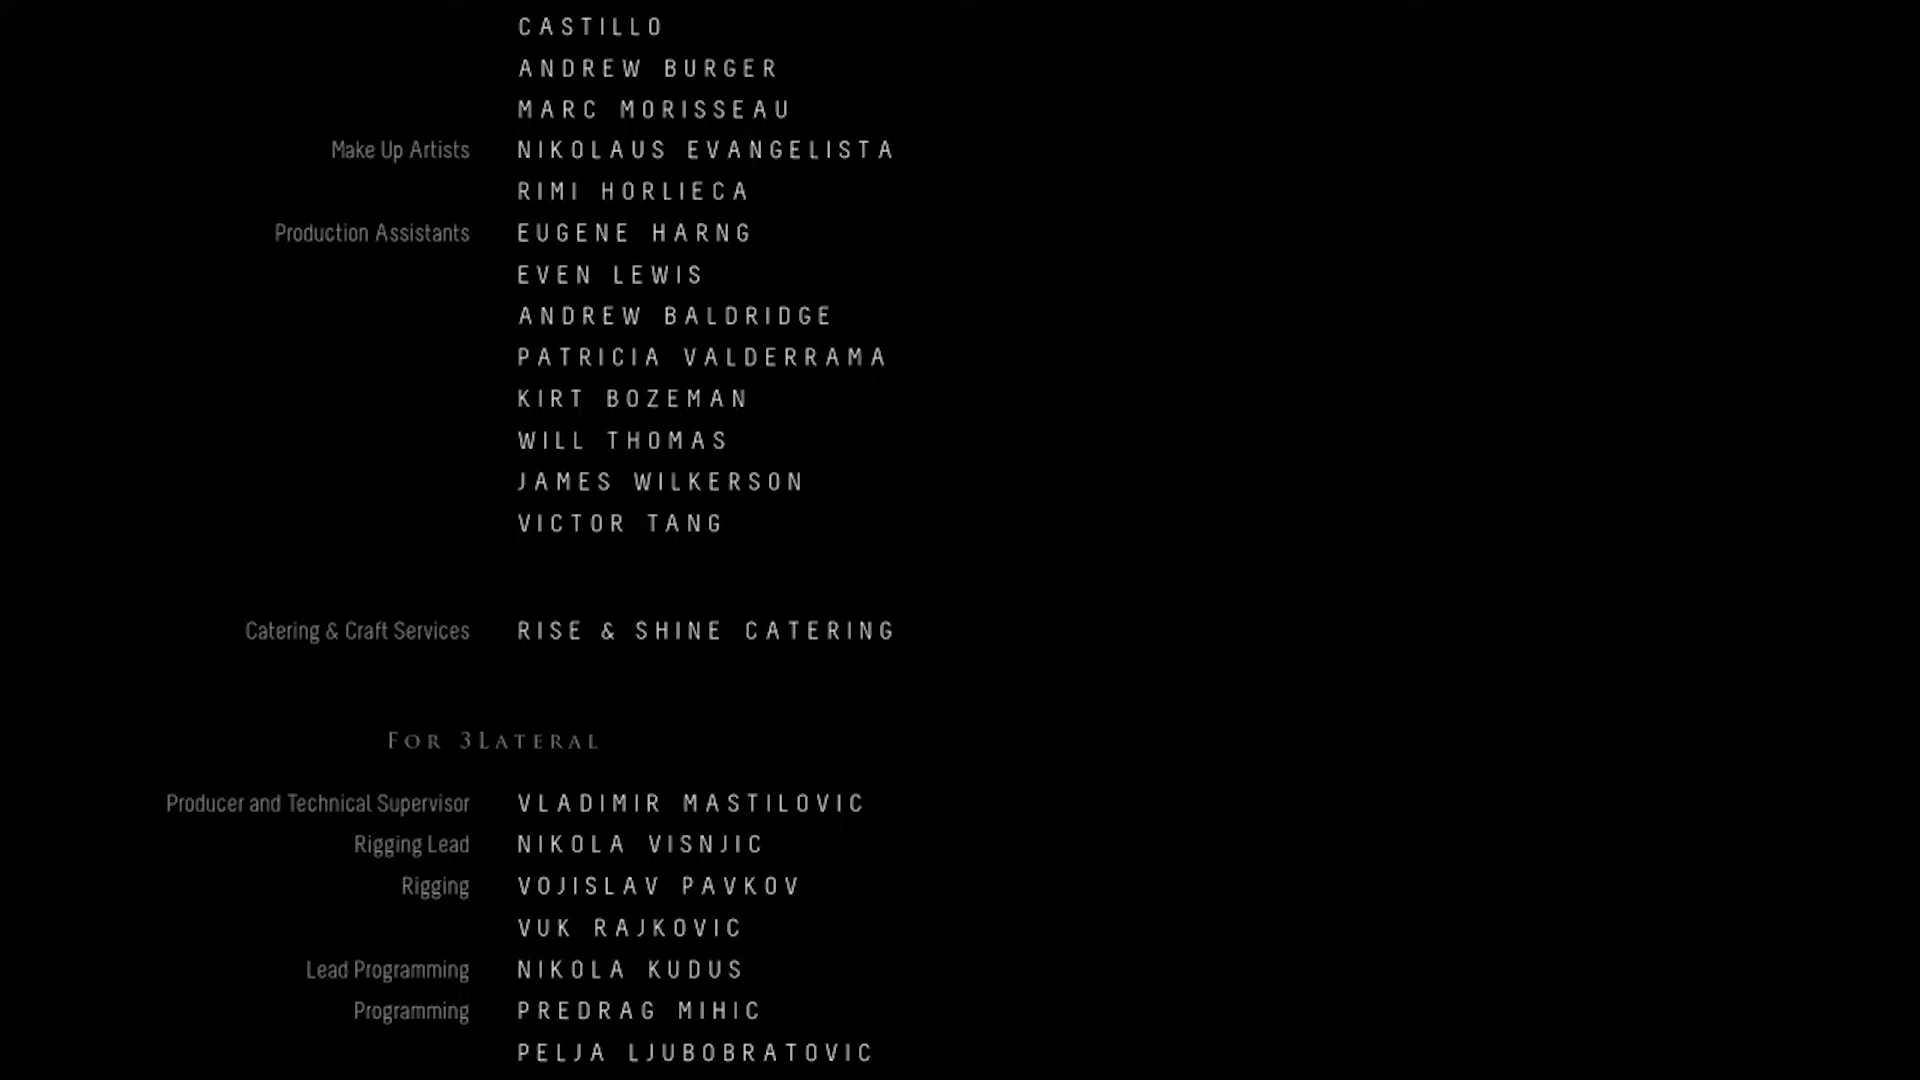 CASTILLO
ANDREW BURGER
MARC MORISSEAU
Make Up Artists NIKOLAUS EVANGELISTA
RIMI HORLIECA
Production Assistants EUGENE HARNG
EVEN LEWIS
ANDREW BALDRIDGE
PATRICIA VALDERRAMA
KIRT BOZEMAN
WILL THOMAS
JAMES WILKERSON
VICTOR TANG
Catering & Craft Services RISE & SHINE CATERING
FOR 3LATERAL
Producer and Technical Supervisor VLADIMIR MASTILOVIC
Rigging Lead NIKOLA VISNJIC
Rigging VOJISLAV PAVKOV
VUK RAJKOVIC
Lead Programming NIKOLA KUDUS
Programming PREDRAG MIHIC
PELJA LJUBOBRATOVIC